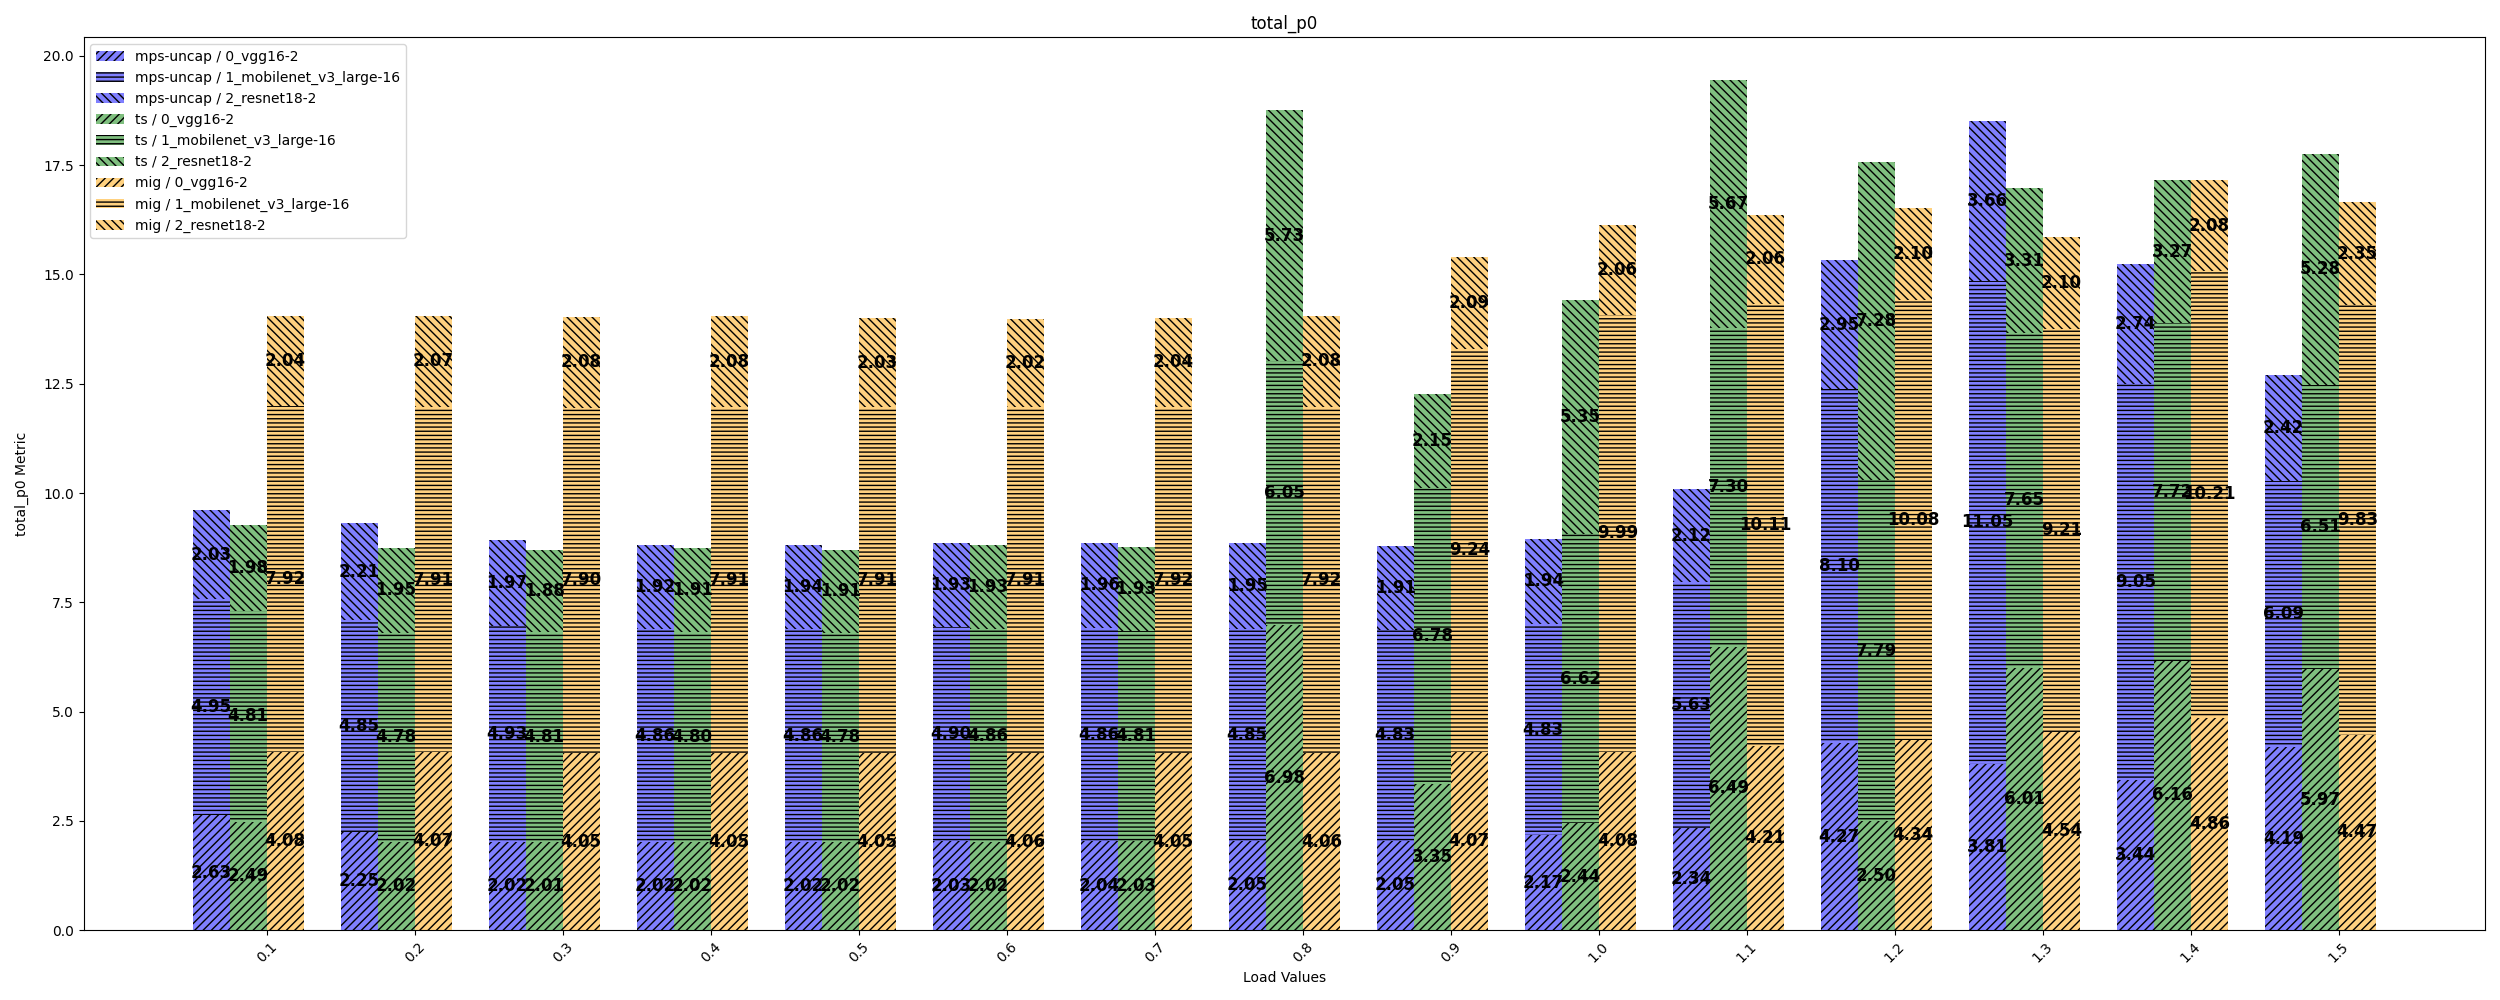 total_p0
mps-uncap / 0_vgg16-2
mps-uncap / 1_mobilenet_v3_large-16
mps-uncap / 2_resnet18-2
ts / 0_vgg16-2
ts / 1_mobilenet_v3_large-16
ts / 2_resnet18-2
mig / 0_vgg16-2
mig / 1_mobilenet_v3_large-16
mig / 2_resnet18-2
total_p0 Metric
20.0
17.5
15.0
12.5
10.0
7.5
5.0
2.5
0.0
2.03 4.95 2.63
1.98 4.81 2.49
2.04 7.92 4.08
2.21 4.85 2.25
1.95 4.78 2.02
2.07 7.91 4.07
1.97 4.93 2.02
1.88 4.81 2.01
2.08 7.90 4.05
1.92 4.86 2.02
1.91 4.80 2.02
2.08 7.91 4.05
1.94 4.86 2.02
1.91 4.78 2.02
2.03 7.91 4.05
1.93 4.90 2.03
1.93 4.86 2.02
2.02 7.91 4.06
1.96 4.86 2.04
1.93 4.81 2.03
2.04 7.92 4.05
1.95 4.85 2.05
5.73 6.05 6.98
2.08 7.92 4.06
1.91 4.83 2.05
2.15 6.78 3.35
2.09 9.24 4.07
1.94 4.83 2.17
5.35 6.62 2.44
2.06 9.99 4.08
2.12 5.63 2.34
5.67 7.30 6.49
2.06 10.11 4.21
2.95 8.10 4.27
7.28 7.79 2.50
2.10 10.08 4.34
3.66 11.05 3.81
3.31 7.65 6.01
2.10 9.21 4.54
2.74 9.05 3.44
3.27 6.16
2.08 10.21 4.86
2.42 6.09 4.19
5.28 6.51 5.97
2.35 9.83 4.47
0.1 0.2 0.3 0.4 0.5 0.6 0.7 0.8 0.9 1.0 1.1 1.2 1.3 1.4 1.5
Load Values